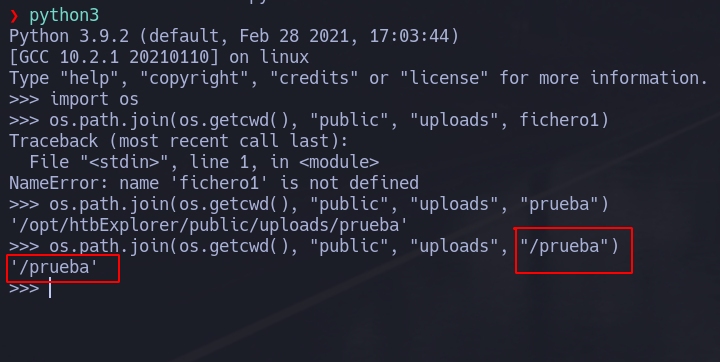 ❯ python3
Python 3.9.2 (default, Feb 28 2021, 17:03:44)
[GCC 10.2.1 20210110] on linux
Type "help", "copyright", "credits" or "license" for more information.
>>> import os
>>> os.path.join(os.getcwd(), "public", "uploads", fichero1)
Traceback (most recent call last):
  File "<stdin>", line 1, in <module>
NameError: name 'fichero1' is not defined
>>> os.path.join(os.getcwd(), "public", "uploads", "prueba")
'/opt/htbExplorer/public/uploads/prueba'
>>> os.path.join(os.getcwd(), "public", "uploads", "/prueba")
'/prueba'
>>>